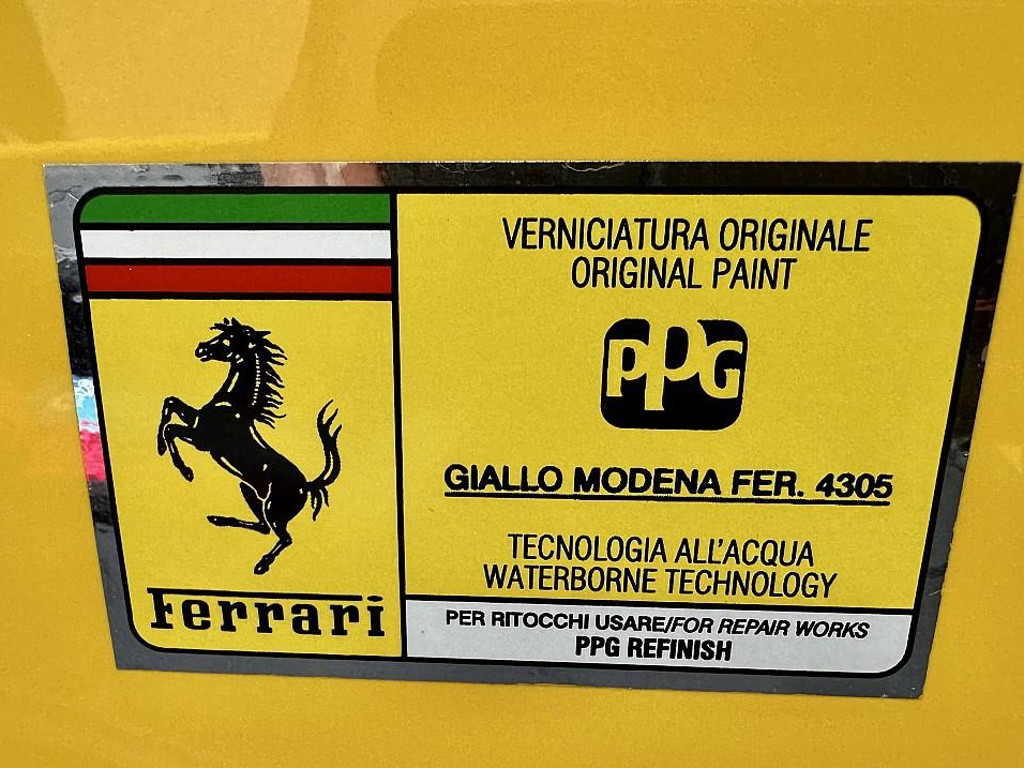 VERNICIATURA ORIGINALE
ORIGINAL PAINT
PPG
GIALLO MODENA FER. 4305
TECNOLOGIA ALL'ACQUA
WATERBORNE TECHNOLOGY
PER RITOCCHI USARE/FOR REPAIR WORKS
PPG REFINISH
Ferrari